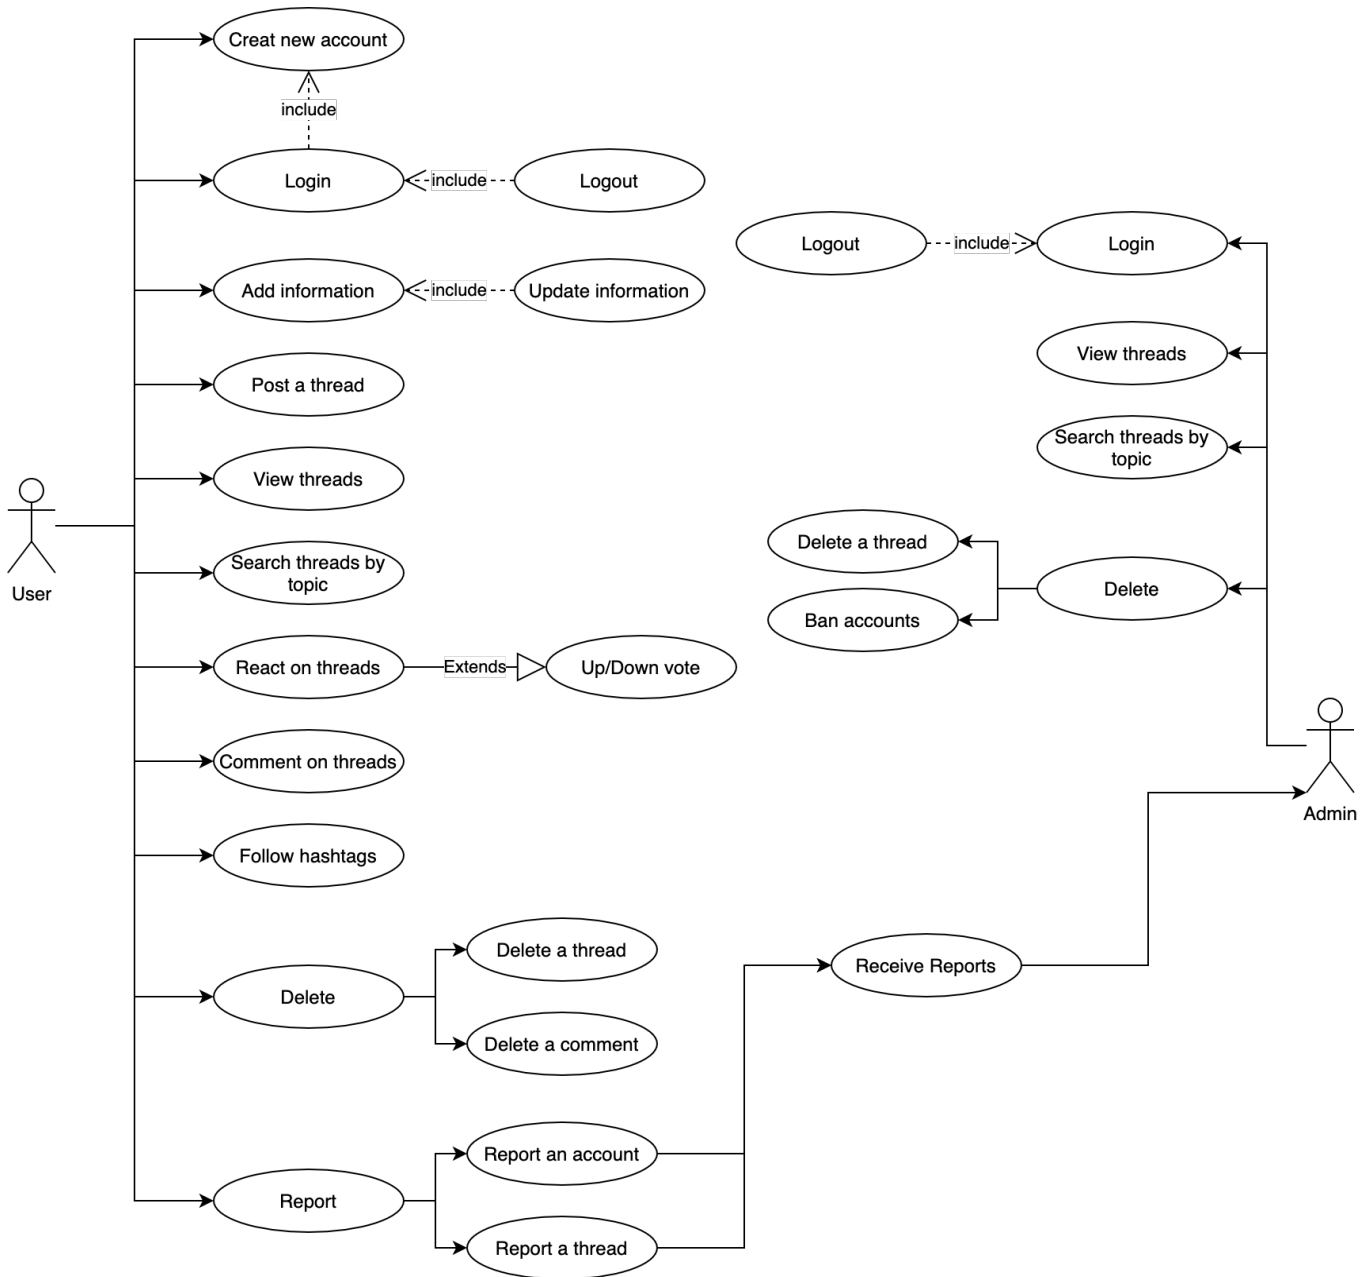 Creat new account
include
Login
include
Logout
Logout
include
Login
Add information
include
Update information
View threads
Post a thread
Search threads by
topic
View threads
Delete a thread
User
Search threads by
topic
Delete
Ban accounts
React on threads
Extends
Up/Down vote
Comment on threads
Admin
Follow hashtags
Delete a thread
Receive Reports
Delete
Delete a comment
Report an account
Report
Report a thread